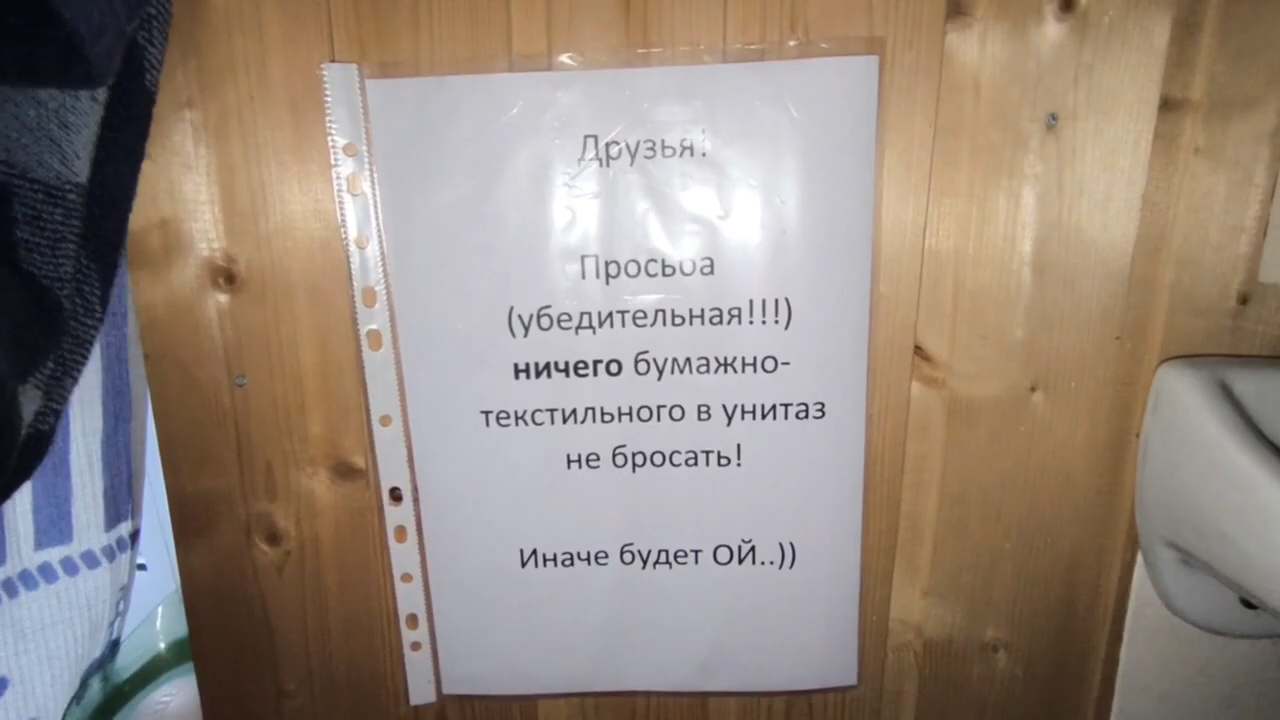 Друзья!
Просьба
(убедительная!!!)
ничего бумажно-
текстильного в унитаз
не бросать!
Иначе будет ОЙ..))